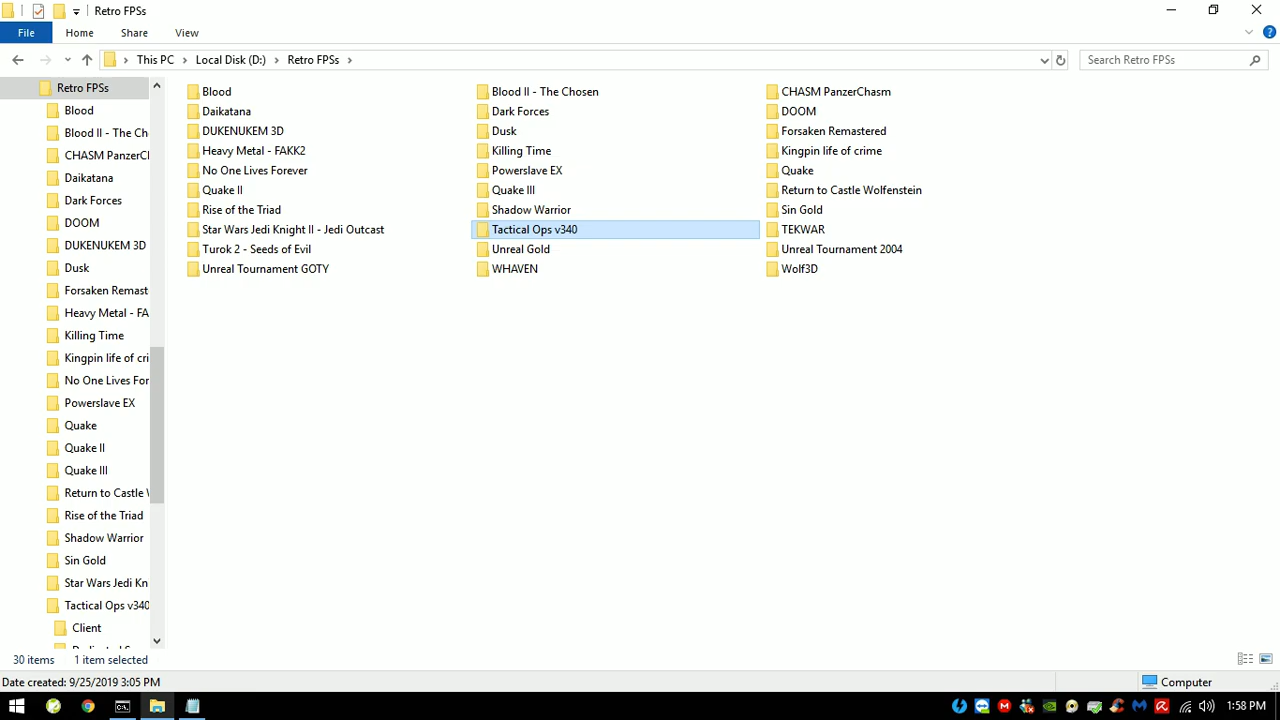 Retro FPSs
File Home Share View
This PC Local Disk (D:) Retro FPSs
Search Retro FPSs
Retro FPSs
Blood
Blood II - The Ch
CHASM PanzerCl
Daikatana
Dark Forces
DOOM
DUKENUKEM 3D
Dusk
Forsaken Remast
Heavy Metal - FA
Killing Time
Kingpin life of cri
No One Lives For
Powerslave EX
Quake
Quake II
Quake III
Return to Castle
Rise of the Triad
Shadow Warrior
Sin Gold
Star Wars Jedi Kn
Tactical Ops v340
Client
Blood Blood II - The Chosen CHASM PanzerChasm
Daikatana Dark Forces DOOM
DUKENUKEM 3D Dusk Forsaken Remastered
Heavy Metal - FAKK2 Killing Time Kingpin life of crime
No One Lives Forever Powerslave EX Quake
Quake II Quake III Return to Castle Wolfenstein
Rise of the Triad Shadow Warrior Sin Gold
Star Wars Jedi Knight II - Jedi Outcast Tactical Ops v340 TEKWAR
Turok 2 - Seeds of Evil Unreal Gold Unreal Tournament 2004
Unreal Tournament GOTY WHAVEN Wolf3D
30 items 1 item selected
Date created: 9/25/2019 3:05 PM Computer
1:58 PM